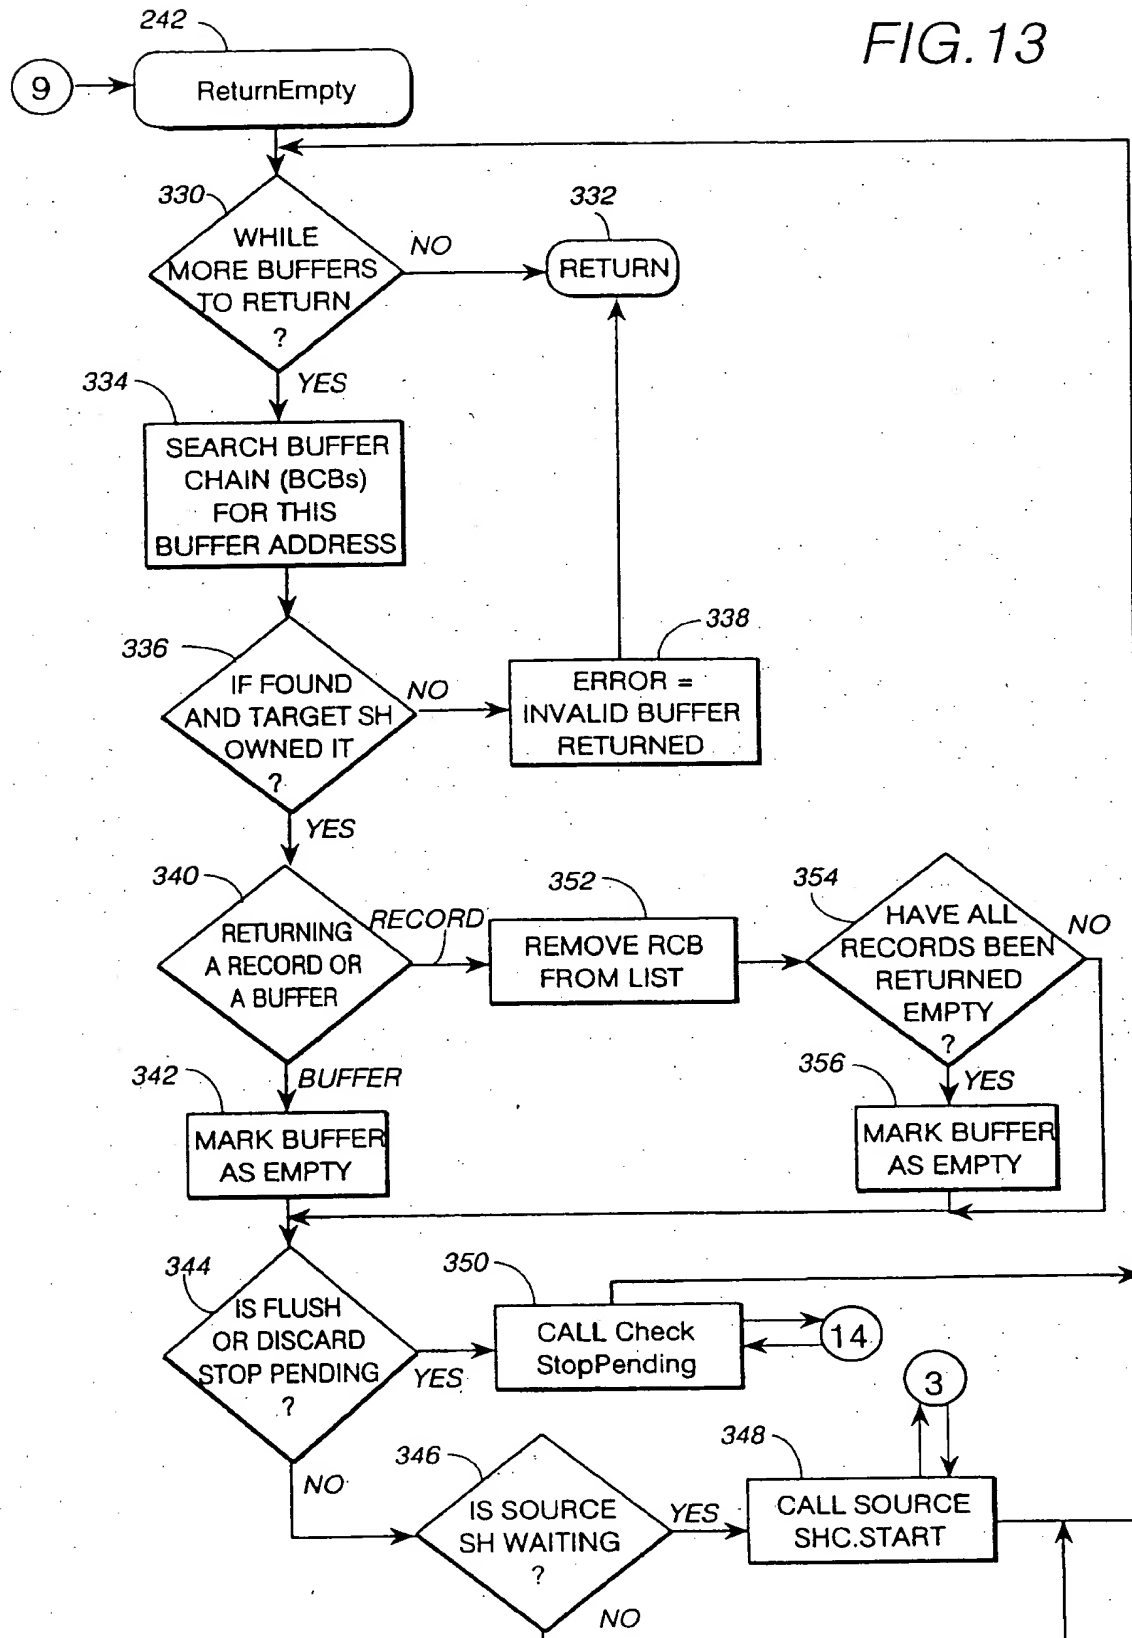 FIG.13
242
9
ReturnEmpty
330
WHILE
MORE BUFFERS
TO RETURN
?
NO
332
RETURN
YES
334
SEARCH BUFFER
CHAIN (BCBs)
FOR THIS
BUFFER ADDRESS
336
IF FOUND
AND TARGET SH
OWNED IT
?
NO
338
ERROR =
INVALID BUFFER
RETURNED
YES
340
RETURNING
A RECORD OR
A BUFFER
RECORD
352
REMOVE RCB
FROM LIST
354
HAVE ALL
RECORDS BEEN
RETURNED
EMPTY
?
NO
BUFFER
342
MARK BUFFER
AS EMPTY
YES
356
MARK BUFFER
AS EMPTY
344
IS FLUSH
OR DISCARD
STOP PENDING
?
YES
350
CALL Check
StopPending
14
3
NO
346
IS SOURCE
SH WAITING
?
YES
348
CALL SOURCE
SHC.START
NO